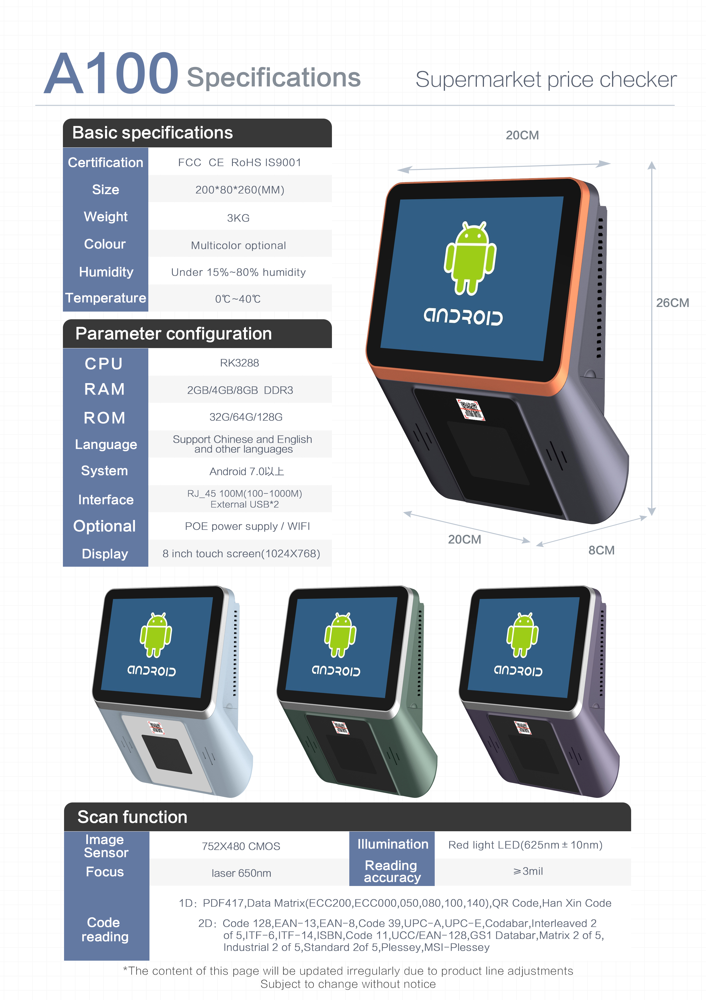 A100 Specifications
Supermarket price checker
Basic specifications
Certification
FCC CE RoHS IS9001
Size
200*80*260(MM)
Weight
3KG
Colour
Multicolor optional
Humidity
Under 15%~80% humidity
Temperature
0℃~40℃
Parameter configuration
CPU
RK3288
RAM
2GB/4GB/8GB DDR3
ROM
32G/64G/128G
Language
Support Chinese and English
and other languages
System
Android 7.0以上
Interface
RJ_45 100M(100-1000M)
External USB*2
Optional
POE power supply / WIFI
Display
8 inch touch screen(1024X768)
20CM
26CM
ANDROID
20CM
8CM
ANDROID
ANDROID
ANDROID
Scan function
Image
Sensor
752X480 CMOS
Illumination
Red light LED(625nm±10nm)
Focus
laser 650nm
Reading
accuracy
⩾3mil
Code
reading
1D: PDF417,Data Matrix(ECC200,ECC000,050,080,100,140),QR Code,Han Xin Code
2D: Code 128,EAN-13,EAN-8,Code 39,UPC-A,UPC-E,Codabar,Interleaved 2
of 5,ITF-6,ITF-14,ISBN,Code 11,UCC/EAN-128,GS1 Databar,Matrix 2 of 5,
Industrial 2 of 5,Standard 2of 5,Plessey,MSI-Plessey
*The content of this page will be updated irregularly due to product line adjustments
Subject to change without notice